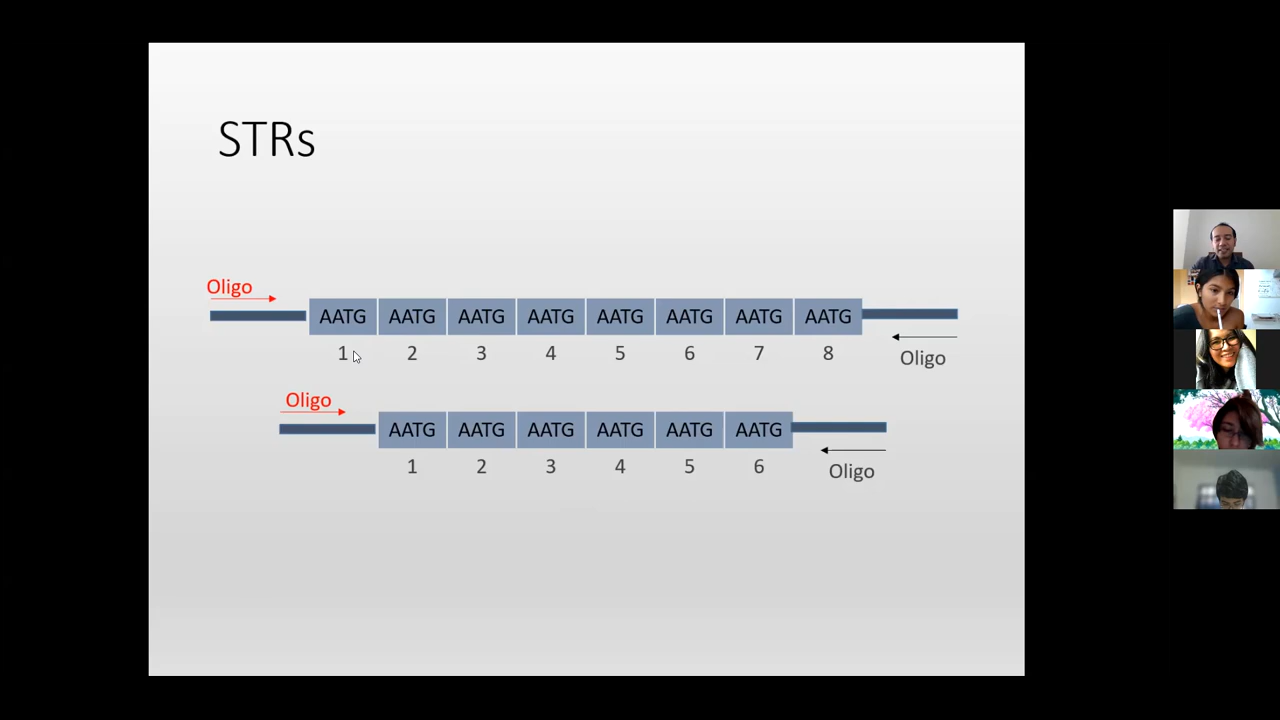 STRs
Oligo
AATG AATG AATG AATG AATG AATG AATG AATG
1 2 3 4 5 6 7 8
Oligo
Oligo
AATG AATG AATG AATG AATG AATG
1 2 3 4 5 6
Oligo